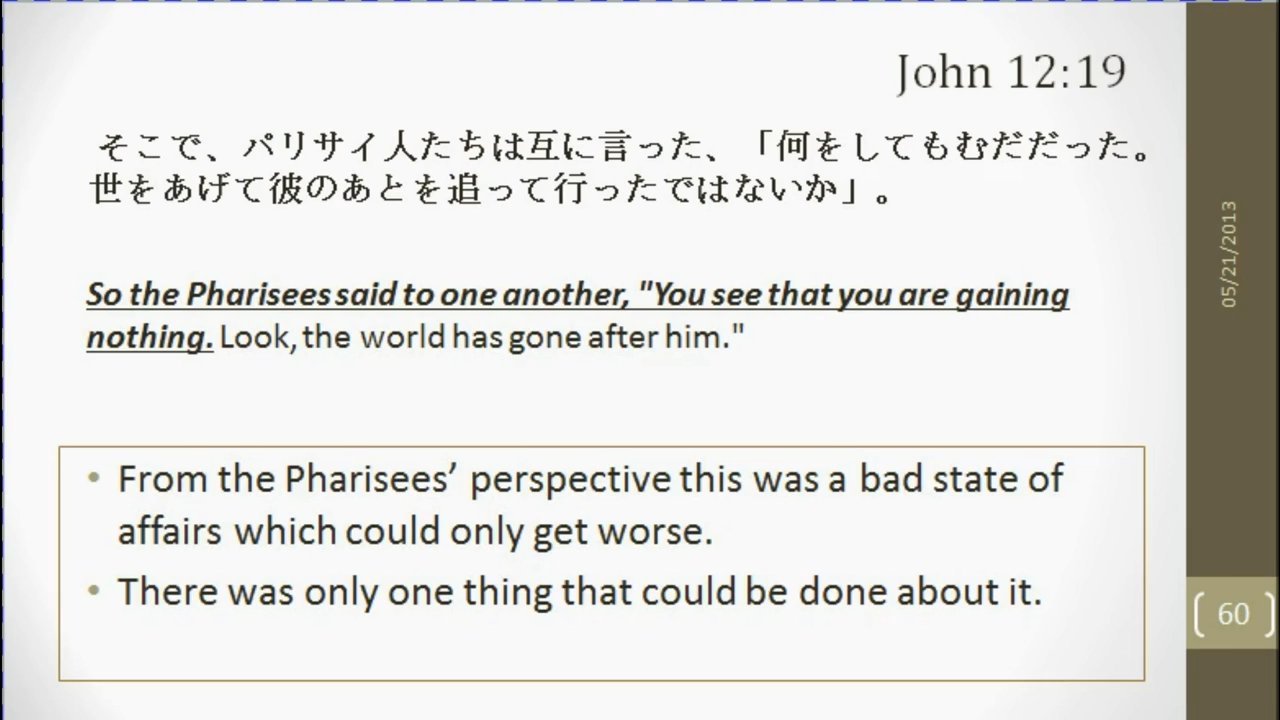 John 12:19
そこで、パリサイ人たちは互に言った、「何をしてもむだだった。
世をあげて彼のあとを追って行ったではないか」。
So the Pharisees said to one another, "You see that you are gaining
nothing. Look, the world has gone after him."
• From the Pharisees’ perspective this was a bad state of
affairs which could only get worse.
• There was only one thing that could be done about it.
05/21/2013
60